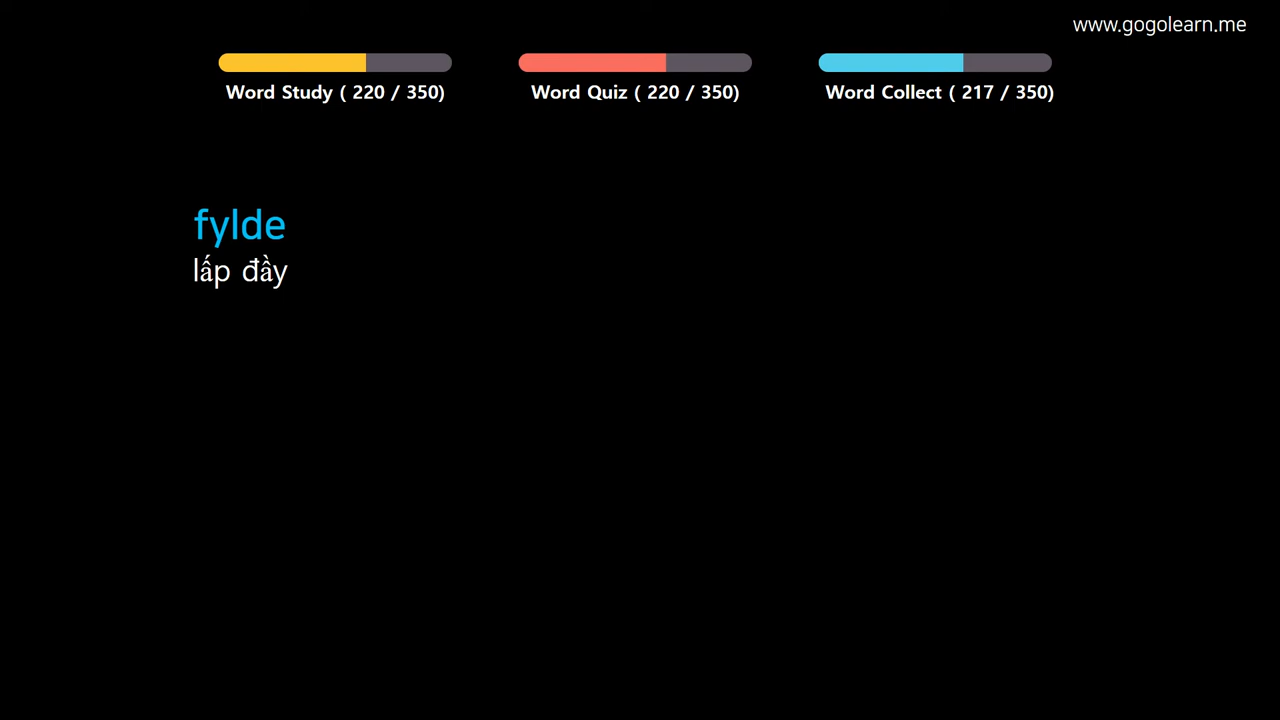 www.gogolearn.me
Word Study ( 220 / 350)
Word Quiz ( 220 / 350)
Word Collect ( 217 / 350)
fylde
lấp đầy